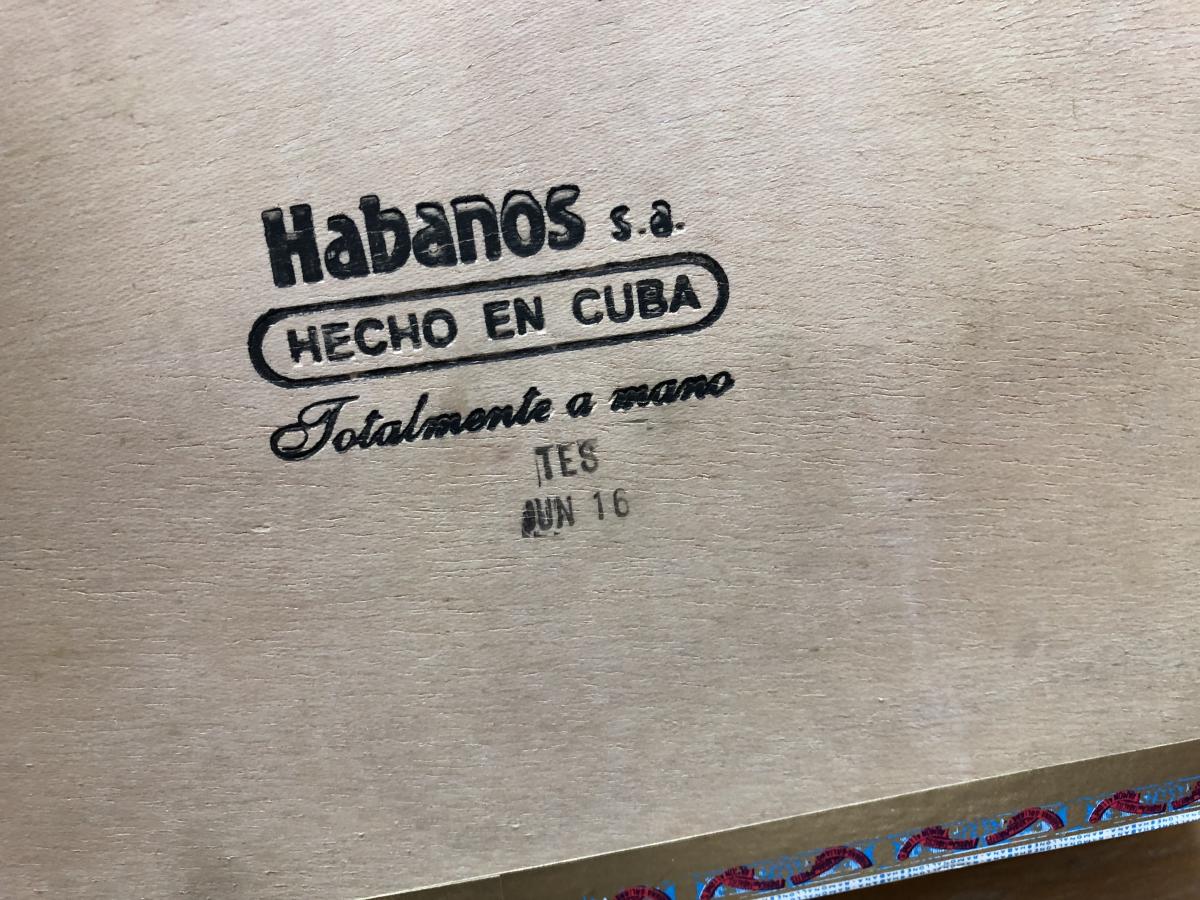 Habanos s.a.
HECHO EN CUBA
Totalmente a mano
TES
JUN 16